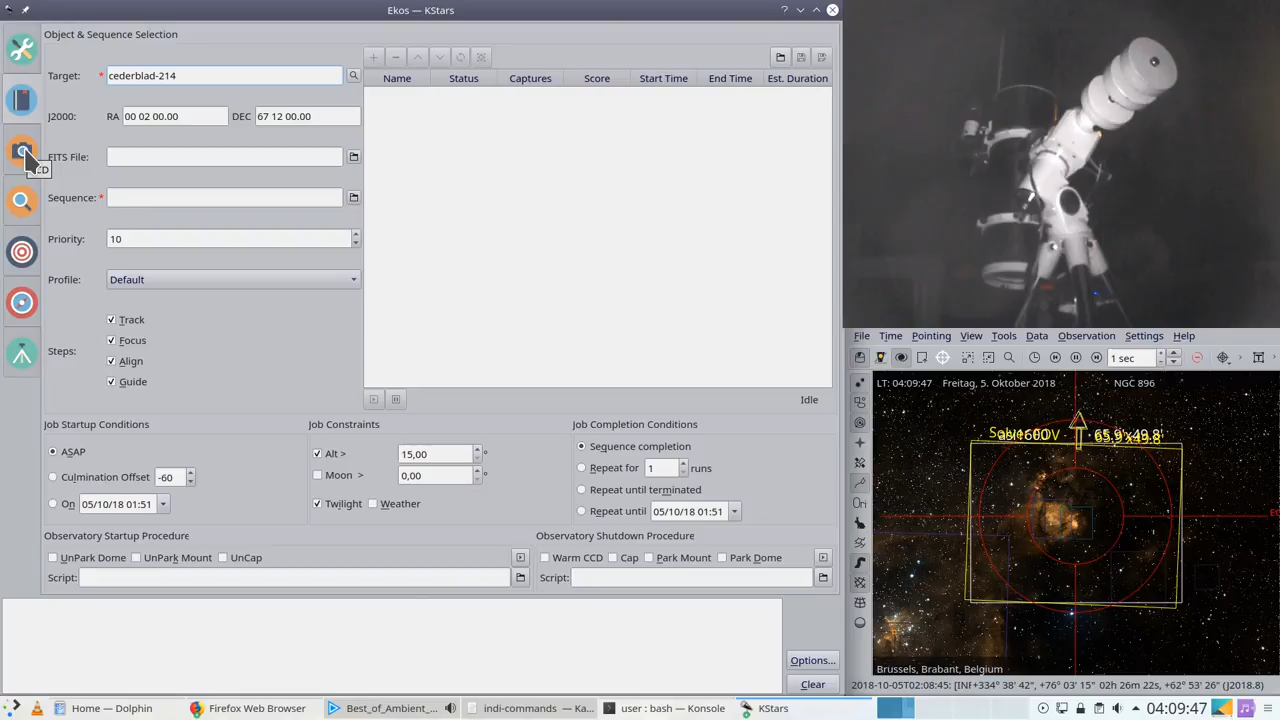 Ekos — KStars
Object & Sequence Selection
Target: * cederblad-214
J2000: RA 00 02 00.00 DEC 67 12 00.00
FITS File:
Sequence: *
Priority: 10
Profile: Default
Steps:
Track
Focus
Align
Guide
Name Status Captures Score Start Time End Time Est. Duration
Idle
Job Startup Conditions
ASAP
Culmination Offset -60
On 05/10/18 01:51
Job Constraints
Alt > 15,00 °
Moon > 0,00 °
Twilight Weather
Job Completion Conditions
Sequence completion
Repeat for 1 runs
Repeat until terminated
Repeat until 05/10/18 01:51
Observatory Startup Procedure
UnPark Dome UnPark Mount UnCap
Script:
Observatory Shutdown Procedure
Warm CCD Cap Park Mount Park Dome
Script:
Options...
Clear
File Time Pointing View Tools Data Observation Settings Help
1 sec
LT: 04:09:47 Freitag, 5. Oktober 2018 NGC 896
65.9'x49.8'
Brussels, Brabant, Belgium
+334° 38' 42", +76° 03' 15" 02h 26m 22s, +62° 53' 26" (J2018.8)
2018-10-05T02:08:45: [INF
Home — Dolphin
Firefox Web Browser
Best_of_Ambient_...
indi-commands — Ka...
user : bash — Konsole
KStars
04:09:47